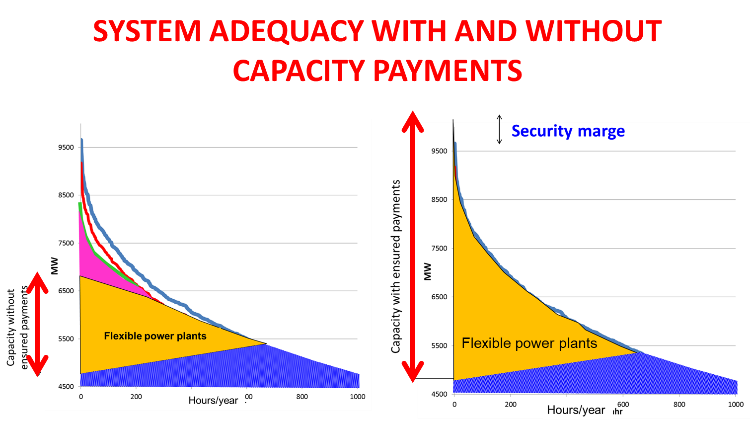 SYSTEM ADEQUACY WITH AND WITHOUT
CAPACITY PAYMENTS
9500
8500
7500
6500
5500
4500
MW
Capacity without
ensured payments
Flexible power plants
0
200
00
800
1000
Hours/year
Security marge
9500
8500
7500
6500
5500
4500
MW
Capacity with ensured payments
Flexible power plants
0
200
600
800
1000
Hours/year